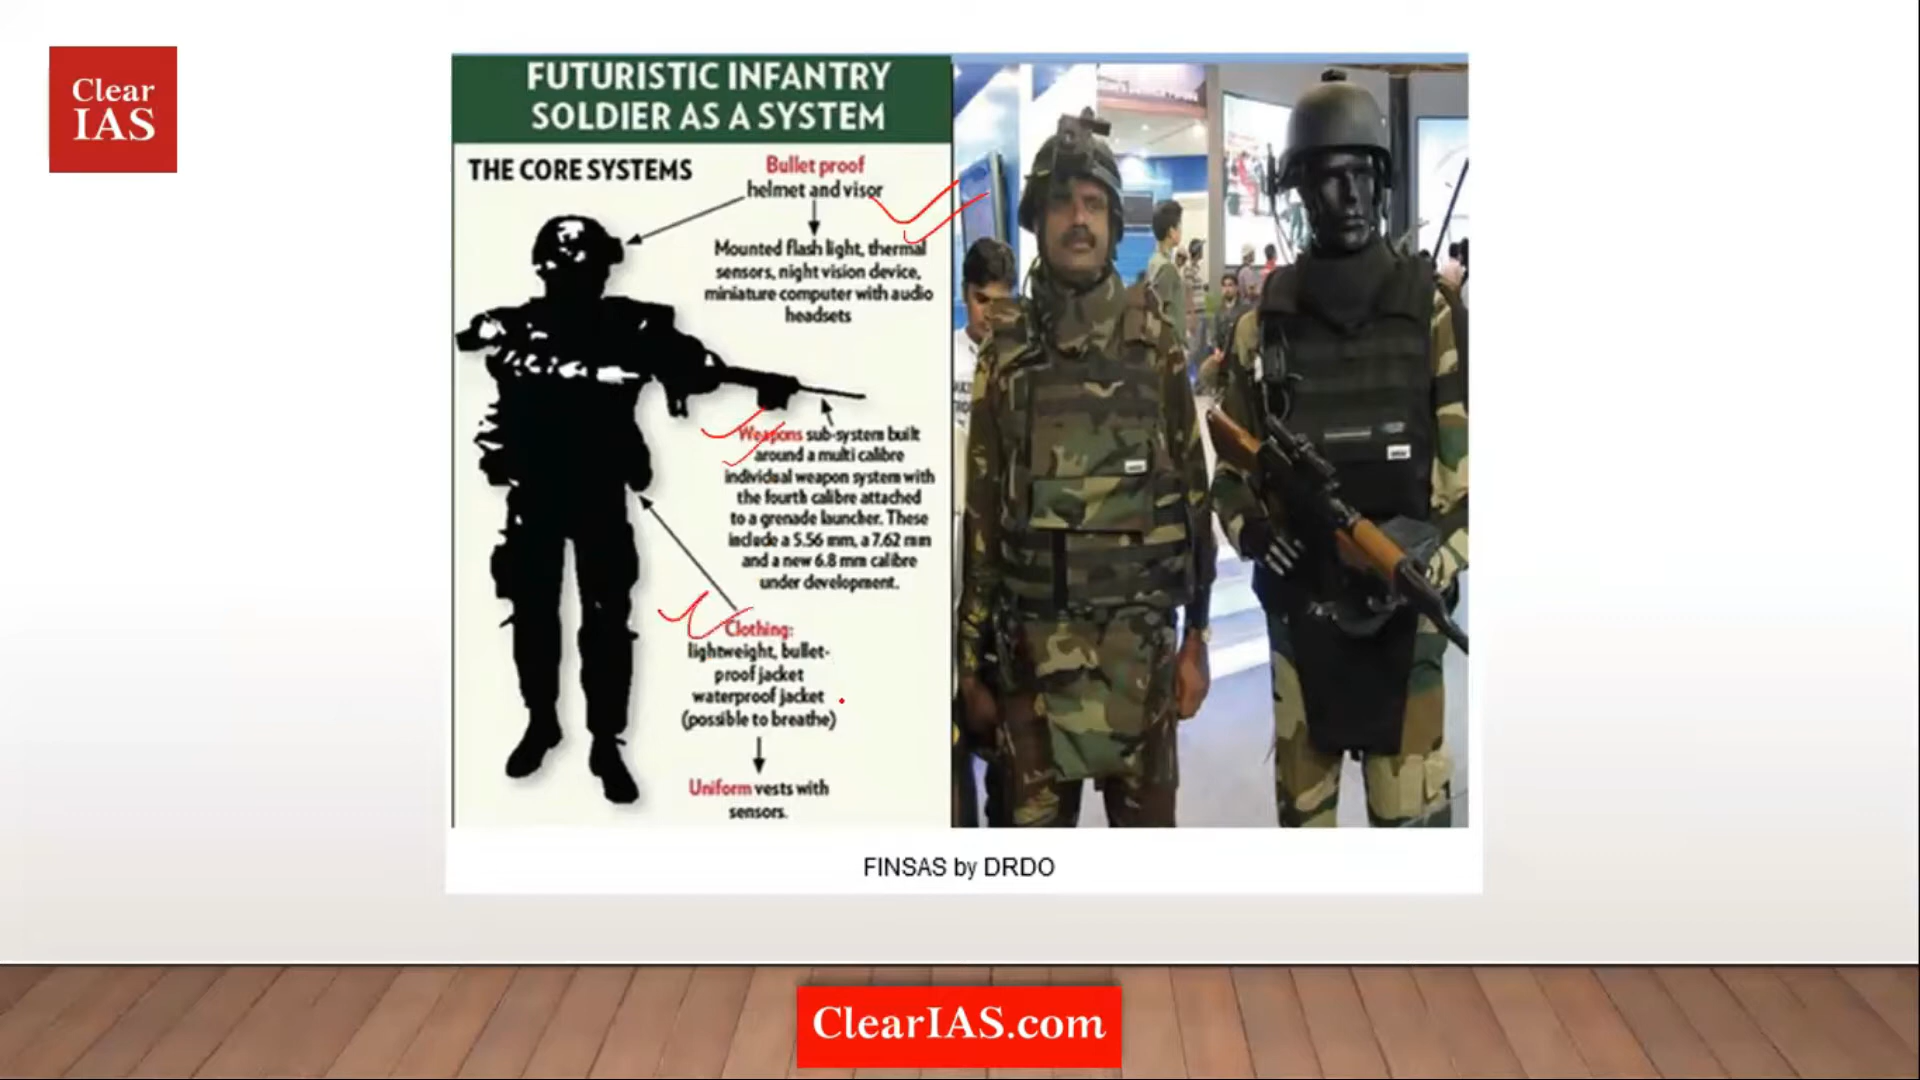 Clear
IAS
FUTURISTIC INFANTRY
SOLDIER AS A SYSTEM
THE CORE SYSTEMS
Bullet proof
helmet and visor
Mounted flash light, thermal
sensors, night vision device,
miniature computer with audio
headsets
Weapons sub-system built
around a multi calibre
individual weapon system with
the fourth calibre attached
to a grenade launcher. These
include a 5.56 mm, a 7.62 mm
and a new 6.8 mm calibre
under development.
Clothing:
lightweight, bullet-
proof jacket
waterproof jacket
(possible to breathe)
Uniform vests with
sensors.
FINSAS by DRDO
ClearIAS.com